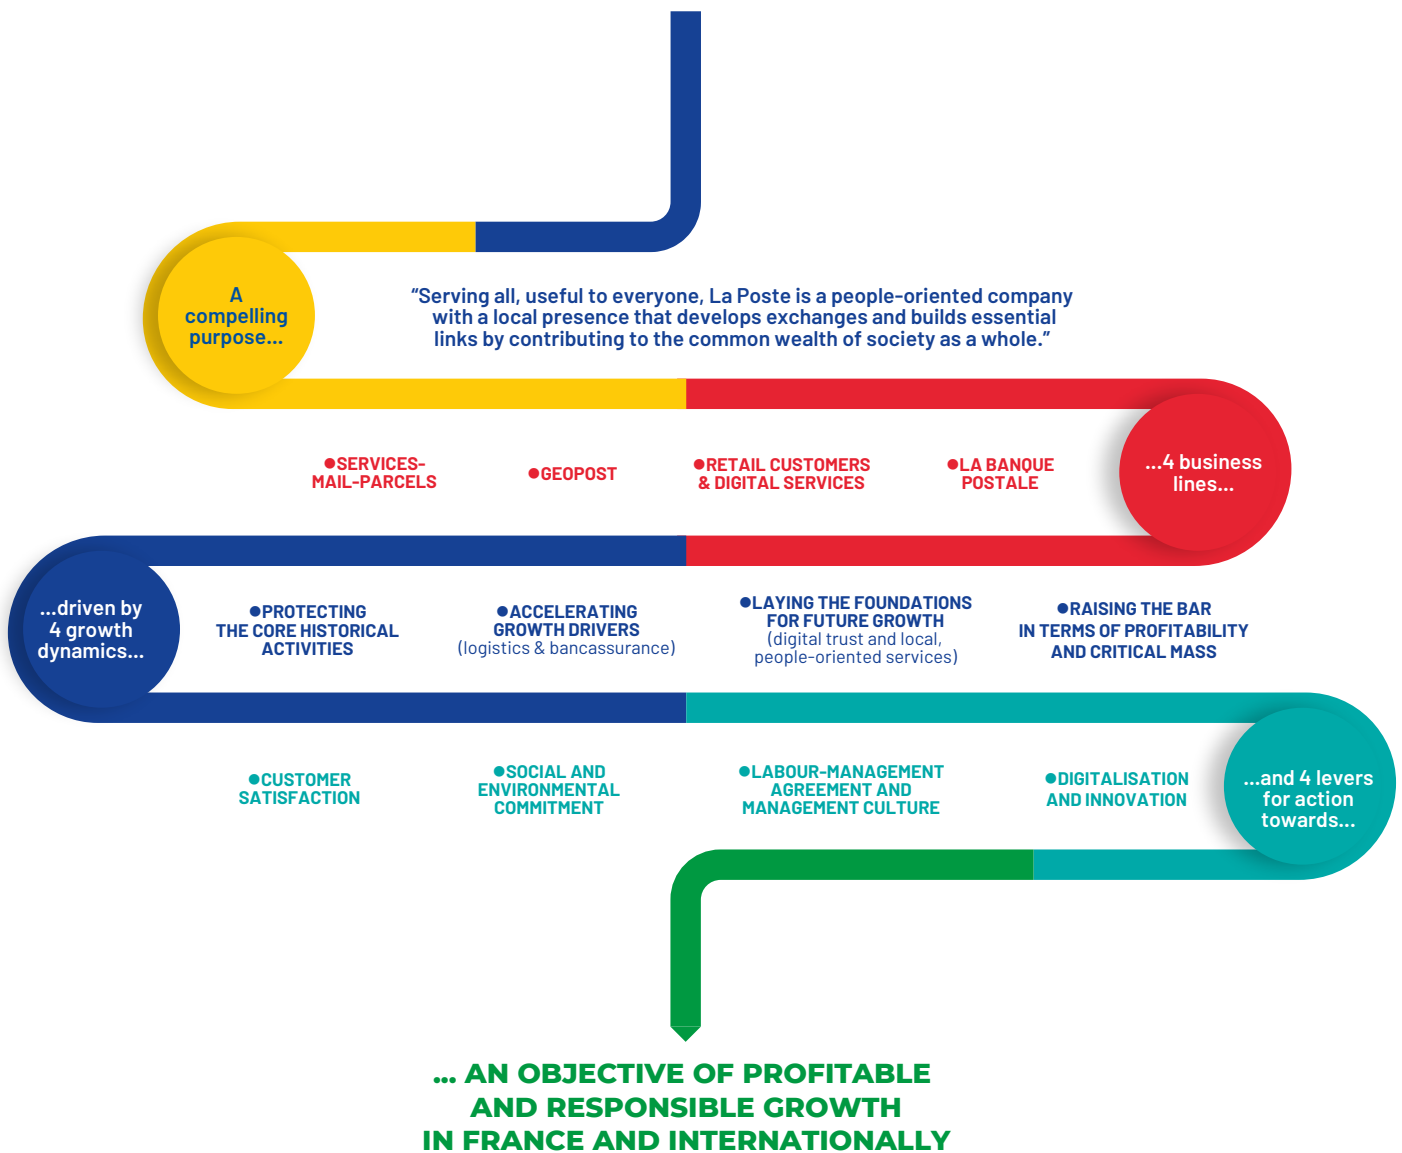 A
compelling
purpose...
“Serving all, useful to everyone, La Poste is a people-oriented company
with a local presence that develops exchanges and builds essential
links by contributing to the common wealth of society as a whole.”
●SERVICES-
MAIL-PARCELS
●GEOPOST
●RETAIL CUSTOMERS
& DIGITAL SERVICES
●LA BANQUE
POSTALE
...4 business
lines...
...driven by
4 growth
dynamics...
●PROTECTING
THE CORE HISTORICAL
ACTIVITIES
●ACCELERATING
GROWTH DRIVERS
(logistics & bancassurance)
●LAYING THE FOUNDATIONS
FOR FUTURE GROWTH
(digital trust and local,
people-oriented services)
●RAISING THE BAR
IN TERMS OF PROFITABILITY
AND CRITICAL MASS
●CUSTOMER
SATISFACTION
●SOCIAL AND
ENVIRONMENTAL
COMMITMENT
●LABOUR-MANAGEMENT
AGREEMENT AND
MANAGEMENT CULTURE
●DIGITALISATION
AND INNOVATION
...and 4 levers
for action
towards...
... AN OBJECTIVE OF PROFITABLE
AND RESPONSIBLE GROWTH
IN FRANCE AND INTERNATIONALLY